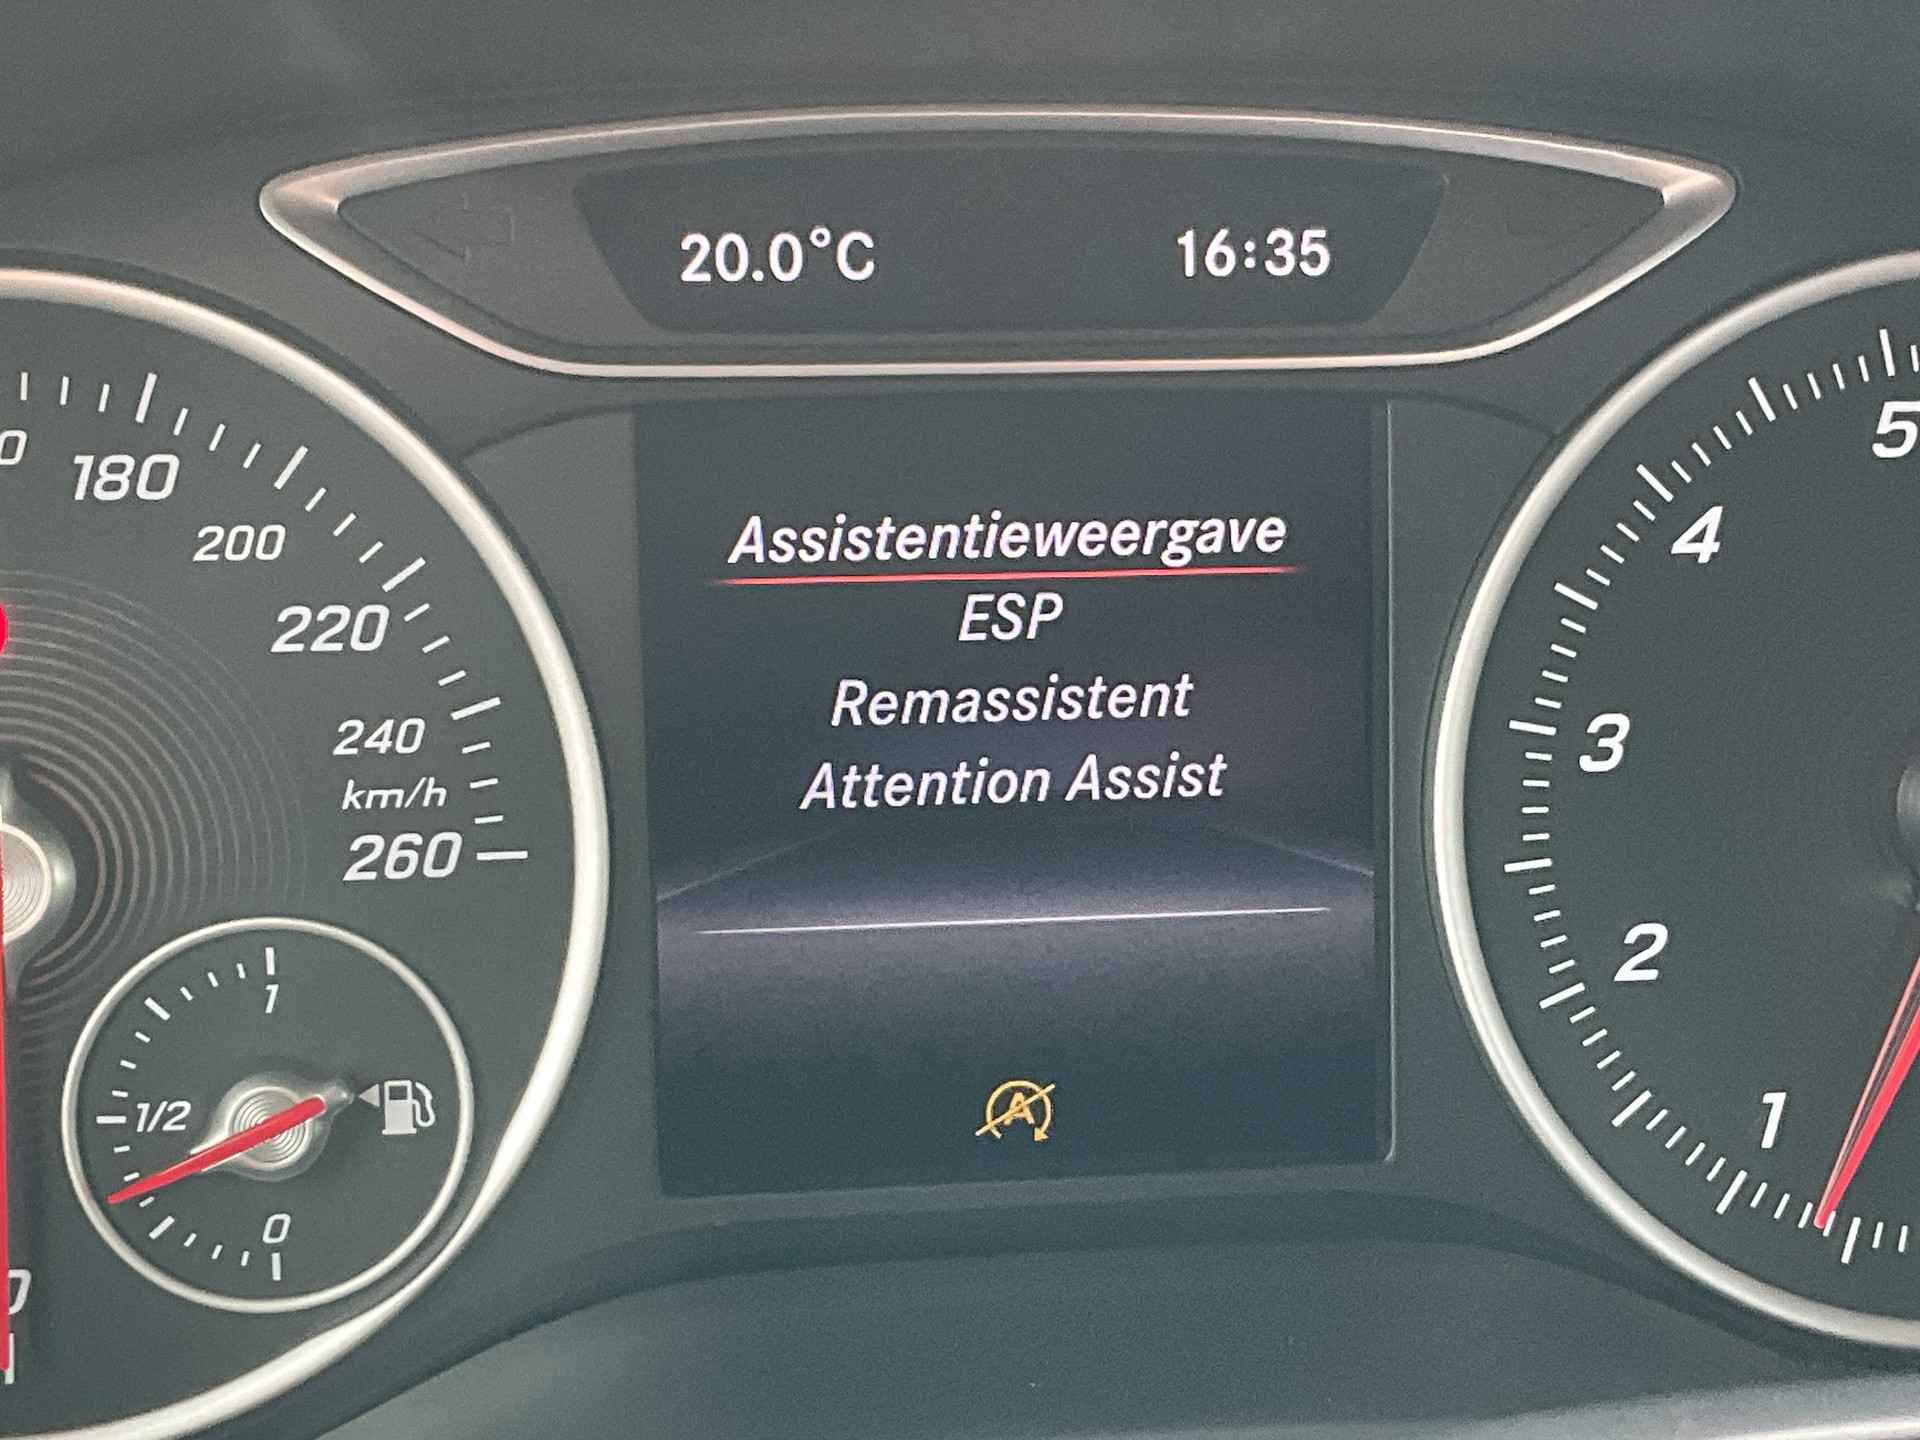 20.0°C 16:35
180
200
220
240
km/h
260
1
1/2
0
Assistentieweergave
ESP
Remassistent
Attention Assist
A
5
4
3
2
1